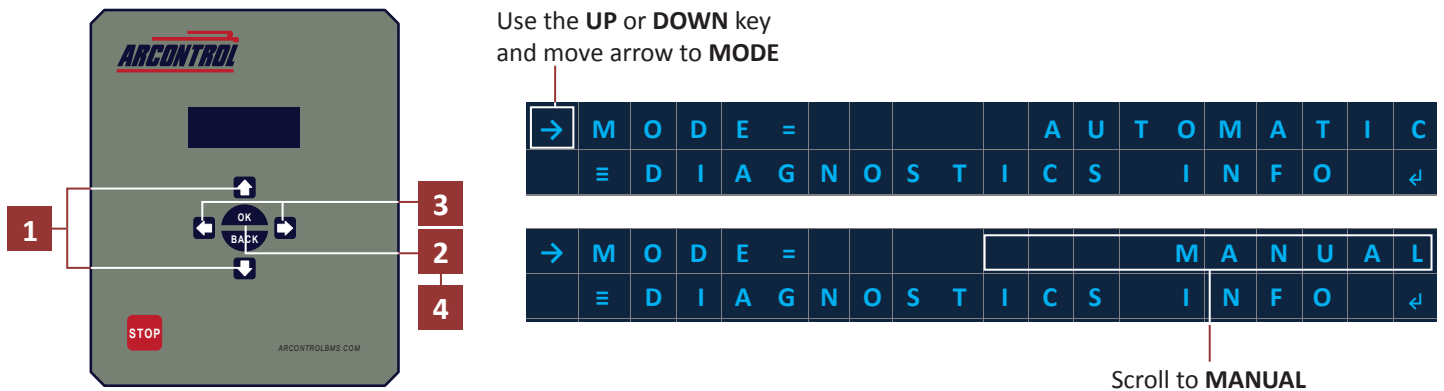 ARCONTROL
OK
BACK
STOP
ARCONTROLBMS.COM
1
3
2
4
Use the UP or DOWN key
and move arrow to MODE
→ MODE= AUTOMATIC
≡ DIAGNOSTICS INFO ↲
→ MODE= MANUAL
≡ DIAGNOSTICS INFO ↲
Scroll to MANUAL